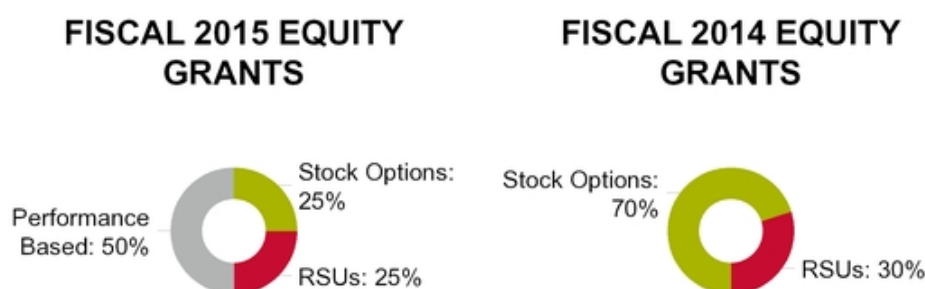 FISCAL 2015 EQUITY
GRANTS
Stock Options:
25%
Performance
Based: 50%
RSUs: 25%
FISCAL 2014 EQUITY
GRANTS
Stock Options:
70%
RSUs: 30%